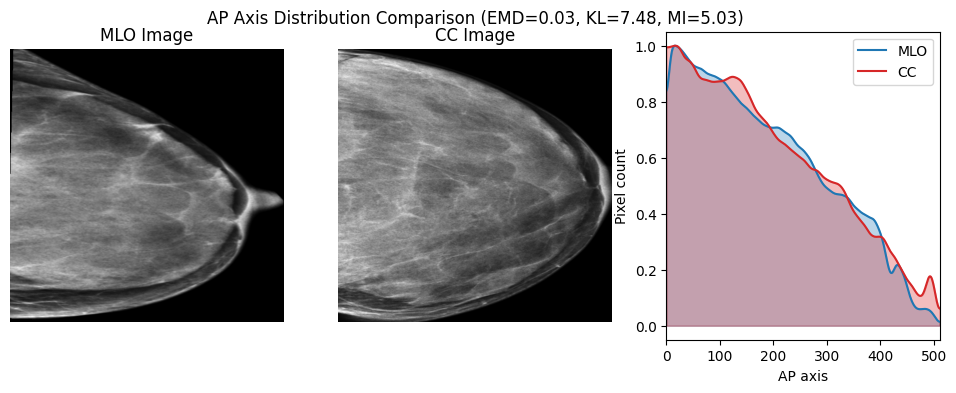 AP Axis Distribution Comparison (EMD=0.03, KL=7.48, MI=5.03)
MLO Image
CC Image
MLO
CC
Pixel count
1.0
0.8
0.6
0.4
0.2
0.0
0 100 200 300 400 500
AP axis